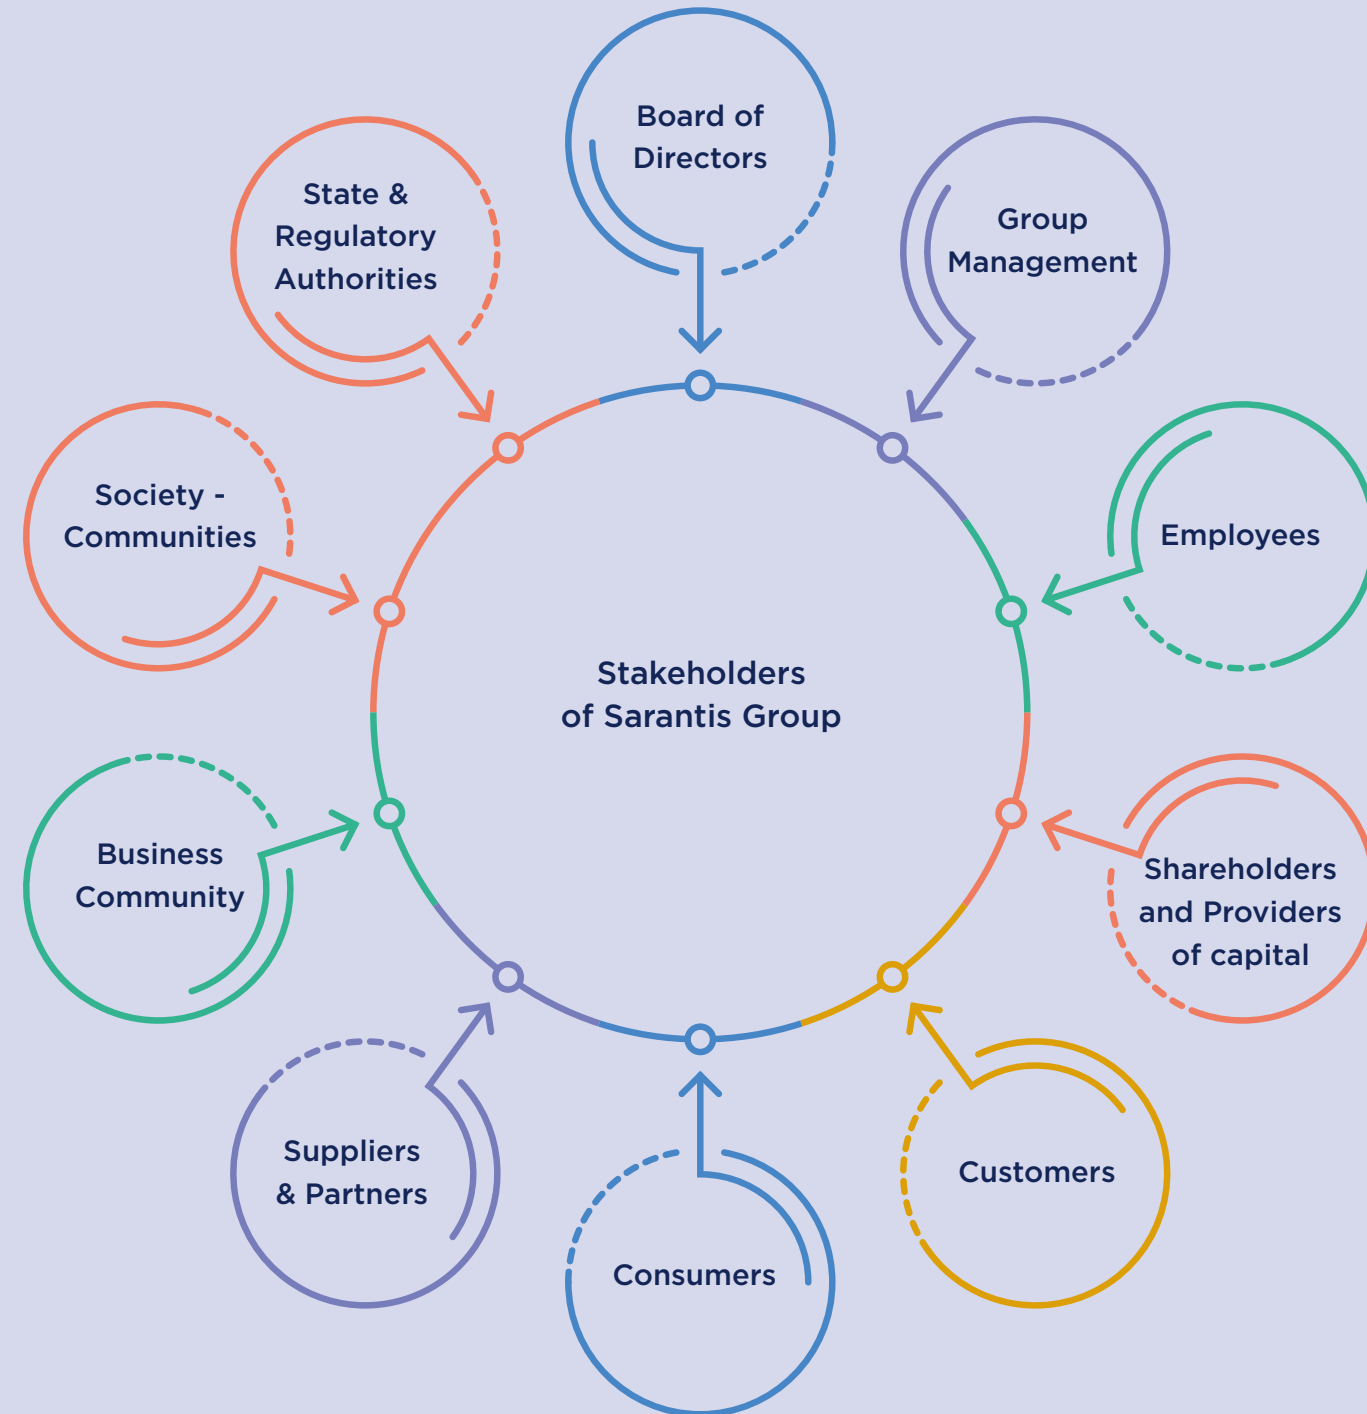 Board of
Directors
Group
Management
Employees
Shareholders
and Providers
of capital
Customers
Consumers
Suppliers
& Partners
Business
Community
Society -
Communities
State &
Regulatory
Authorities
Stakeholders
of Sarantis Group